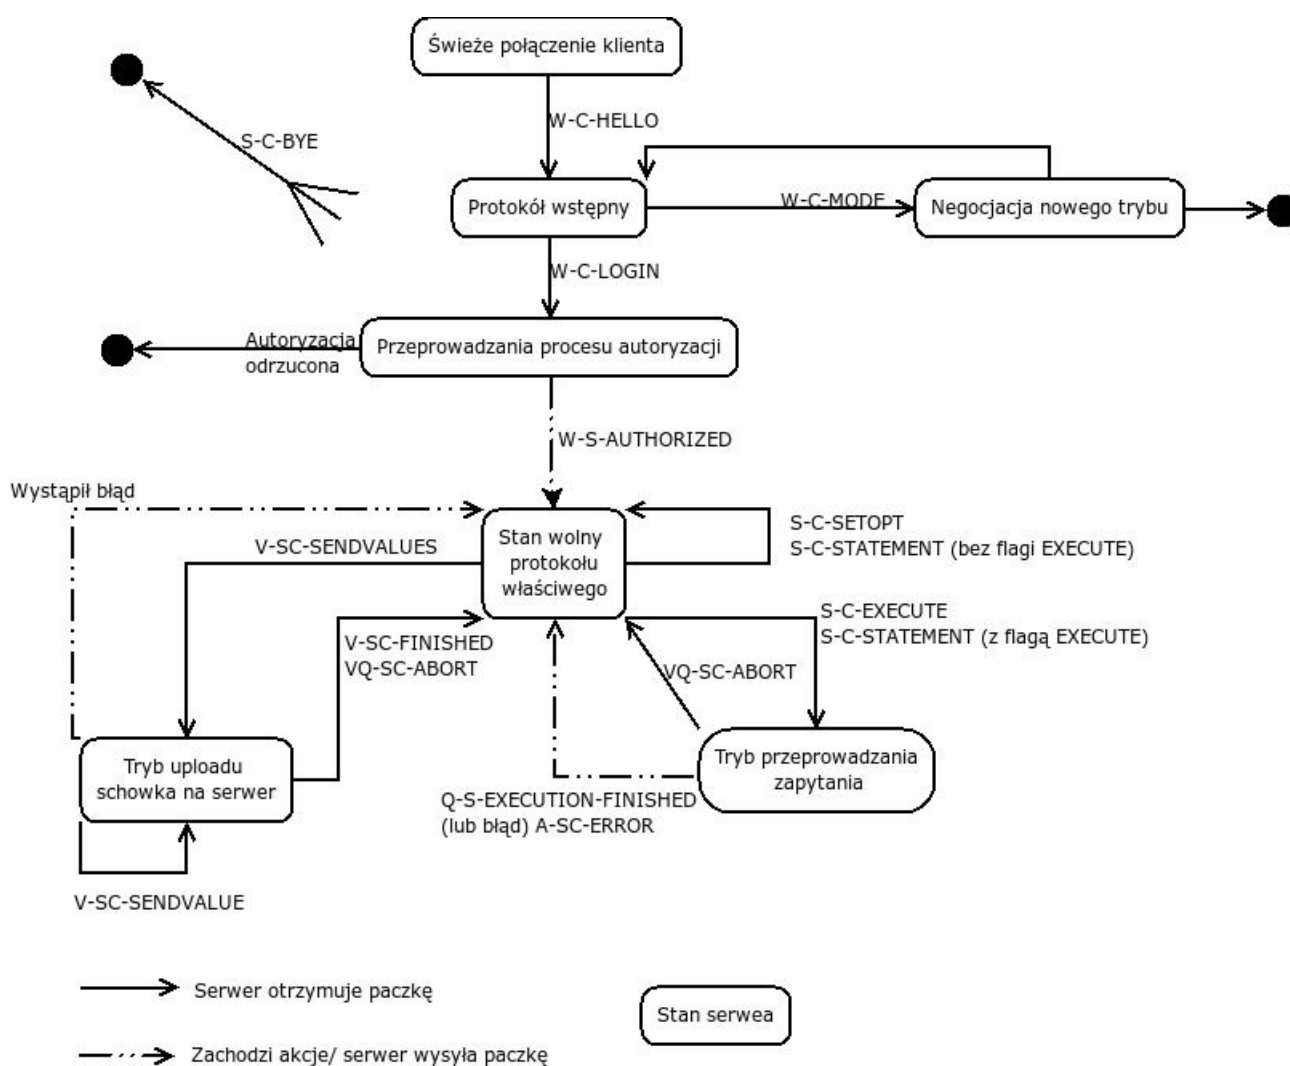 Świeże połączenie klienta
W-C-HELLO
S-C-BYE
Protokół wstępny
W-C-MODE
Negocjacja nowego trybu
W-C-LOGIN
Autoryzacja
odrzucona
Przeprowadzania procesu autoryzacji
W-S-AUTHORIZED
Wystąpił błąd
Stan wolny
protokołu
właściwego
V-SC-SENDVALUES
S-C-SETOPT
S-C-STATEMENT (bez flagi EXECUTE)
S-C-EXECUTE
S-C-STATEMENT (z flagą EXECUTE)
V-SC-FINISHED
VQ-SC-ABORT
VQ-SC-ABORT
Tryb uploadu
schowka na serwer
Tryb przeprowadzania
zapytania
Q-S-EXECUTION-FINISHED
(lub błąd) A-SC-ERROR
V-SC-SENDVALUE
Serwer otrzymuje paczkę
Stan serwea
Zachodzi akcje/ serwer wysyła paczkę